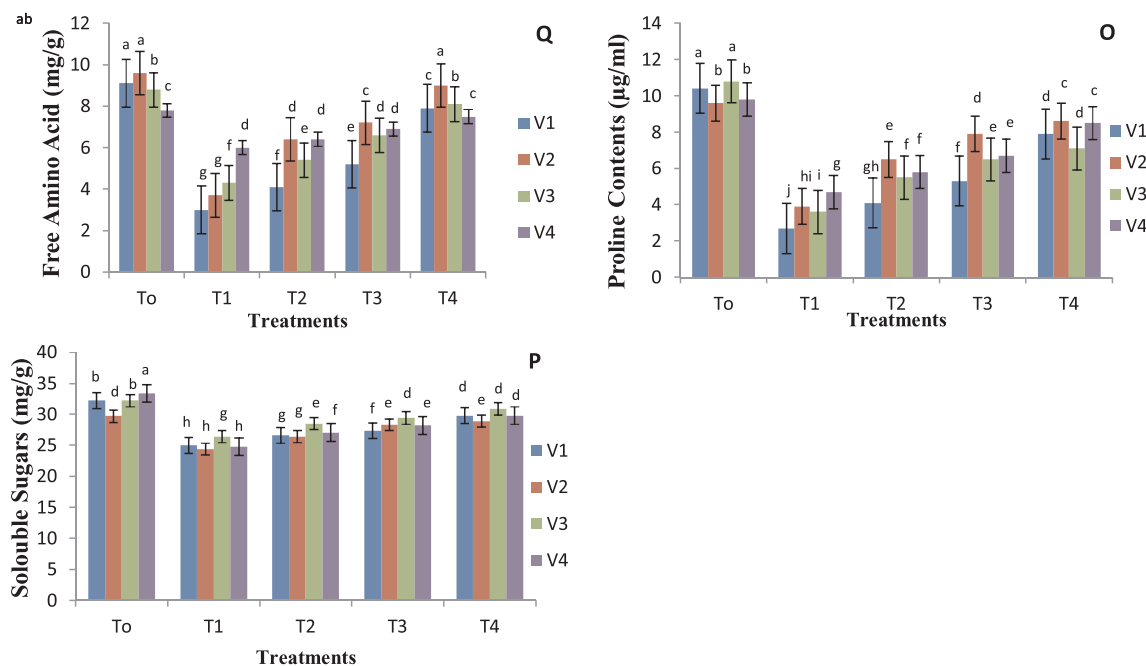 ab
Q
Free Amino Acid (mg/g)
12
10
8
6
4
2
0
a a b c
g g f d
f d e d
e c d d
c a b c
To T1 T2 T3 T4
Treatments
V1
V2
V3
V4
O
Proline Contents (µg/ml)
14
12
10
8
6
4
2
0
a b a b
j hi i g
gh e f f
f d e e
d c d c
To T1 T2 T3 T4
Treatments
V1
V2
V3
V4
P
Solouble Sugars (mg/g)
40
35
30
25
20
15
10
5
0
b d b a
h h g h
g g e f
f e c e
d e d d
To T1 T2 T3 T4
Treatments
V1
V2
V3
V4